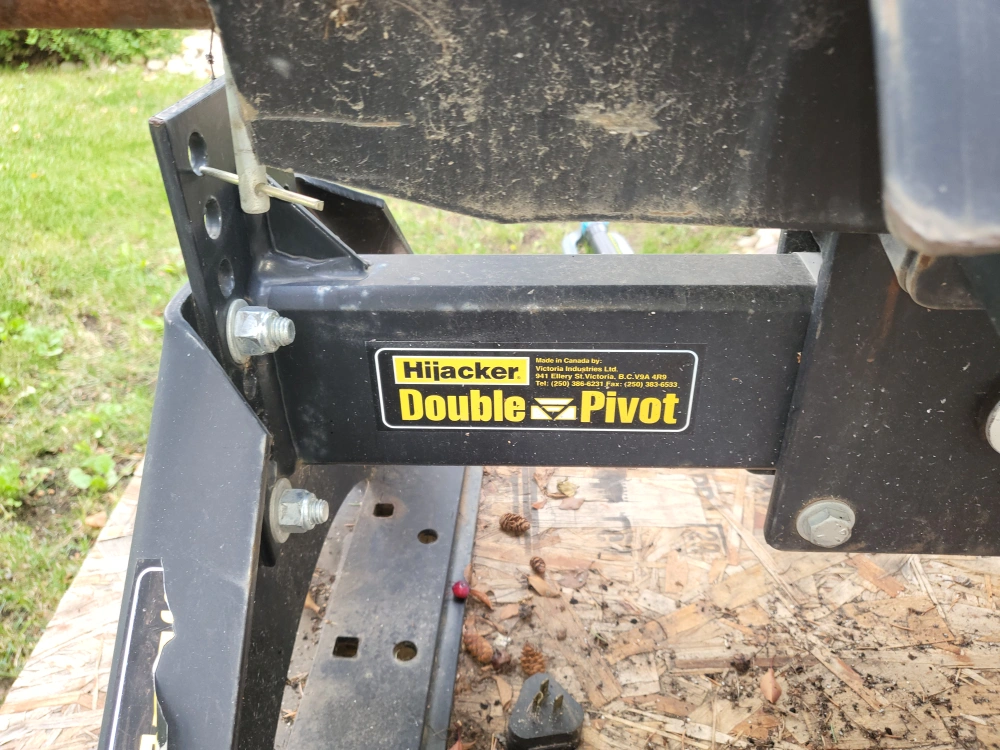 Hijacker.
Made in Canada by:
Victoria Industries Ltd.
941 Ellery St. Victoria, B.C. V9A 4R9
Tel: (250) 386-6231 Fax: (250) 383-6533
Double Pivot